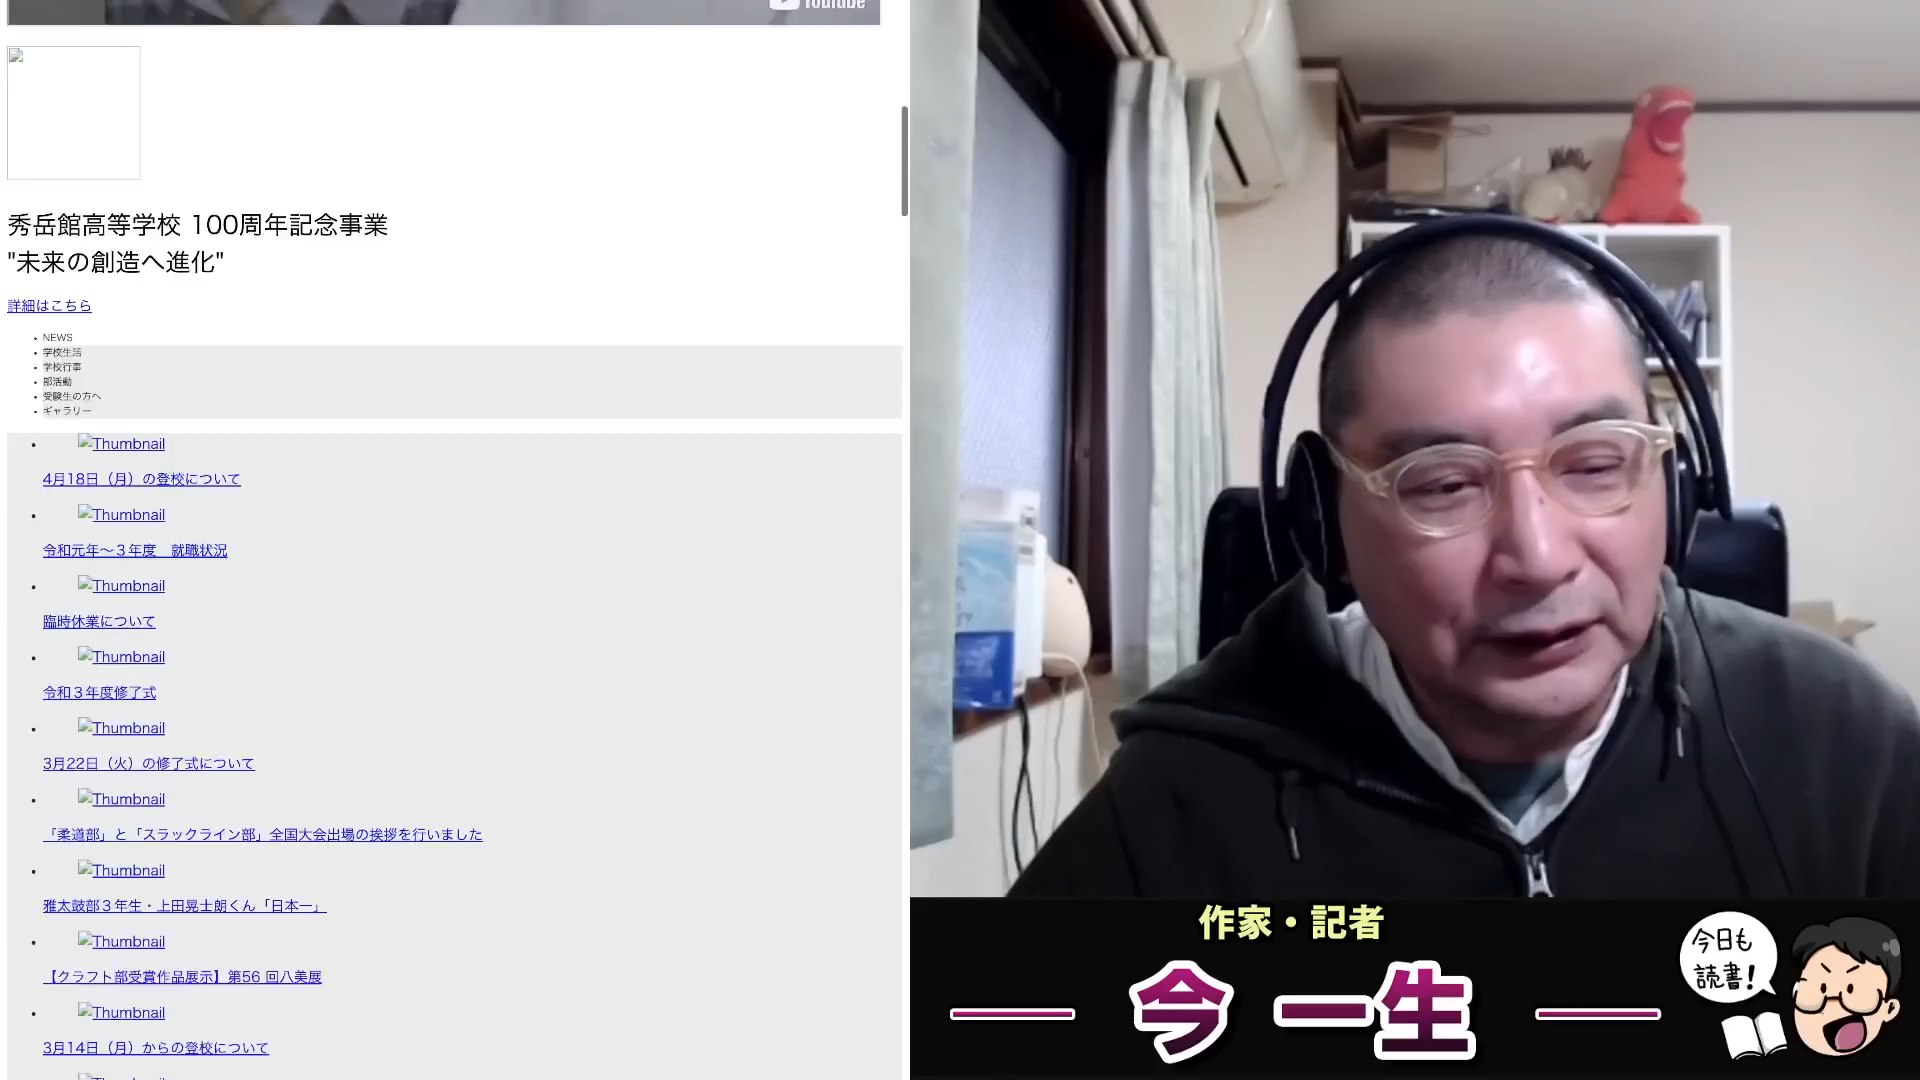 YouTube
秀岳館高等学校 100周年記念事業
"未来の創造へ進化"
詳細はこちら
NEWS
学校生活
学校行事
部活動
受験生の方へ
ギャラリー
Thumbnail
4月18日（月）の登校について
Thumbnail
令和元年～３年度　就職状況
Thumbnail
臨時休業について
Thumbnail
令和３年度修了式
Thumbnail
3月22日（火）の修了式について
Thumbnail
「柔道部」と「スラックライン部」全国大会出場の挨拶を行いました
Thumbnail
雅太鼓部３年生・上田晃士朗くん「日本一」
Thumbnail
【クラフト部受賞作品展示】第56 回八美展
Thumbnail
3月14日（月）からの登校について
Thumbnail
作家・記者
今 一生
今日も
読書！